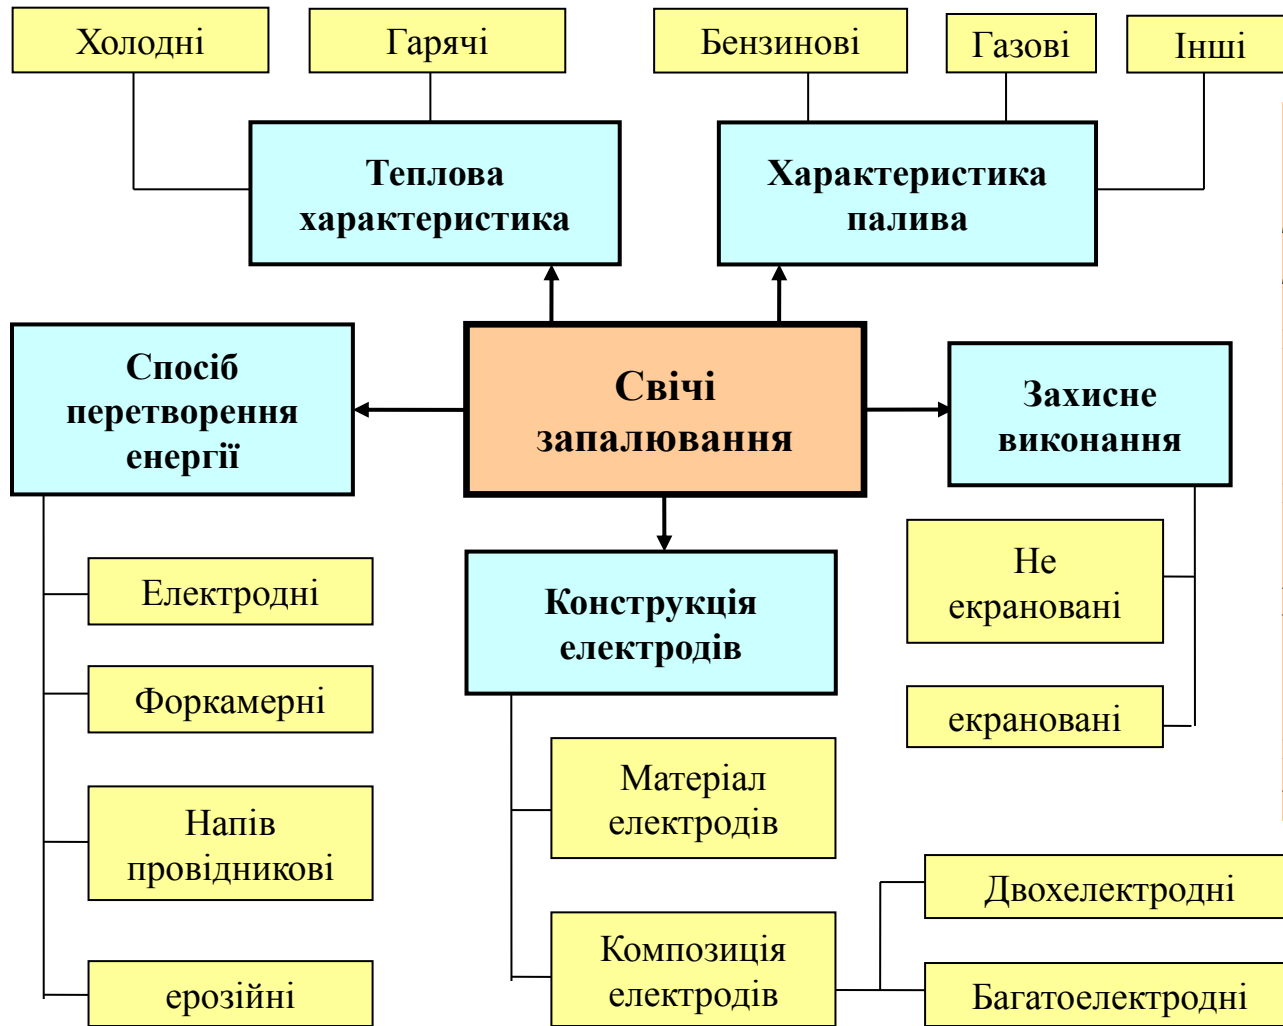 Холодні
Гарячі
Бензинові
Газові
Інші
Теплова
характеристика
Характеристика
палива
Спосіб
перетворення
енергії
Свічі
запалювання
Захисне
виконання
Електродні
Форкамерні
Напів
провідникові
ерозійні
Конструкція
електродів
Матеріал
електродів
Композиція
електродів
Не
екрановані
екрановані
Двохелектродні
Багатоелектродні